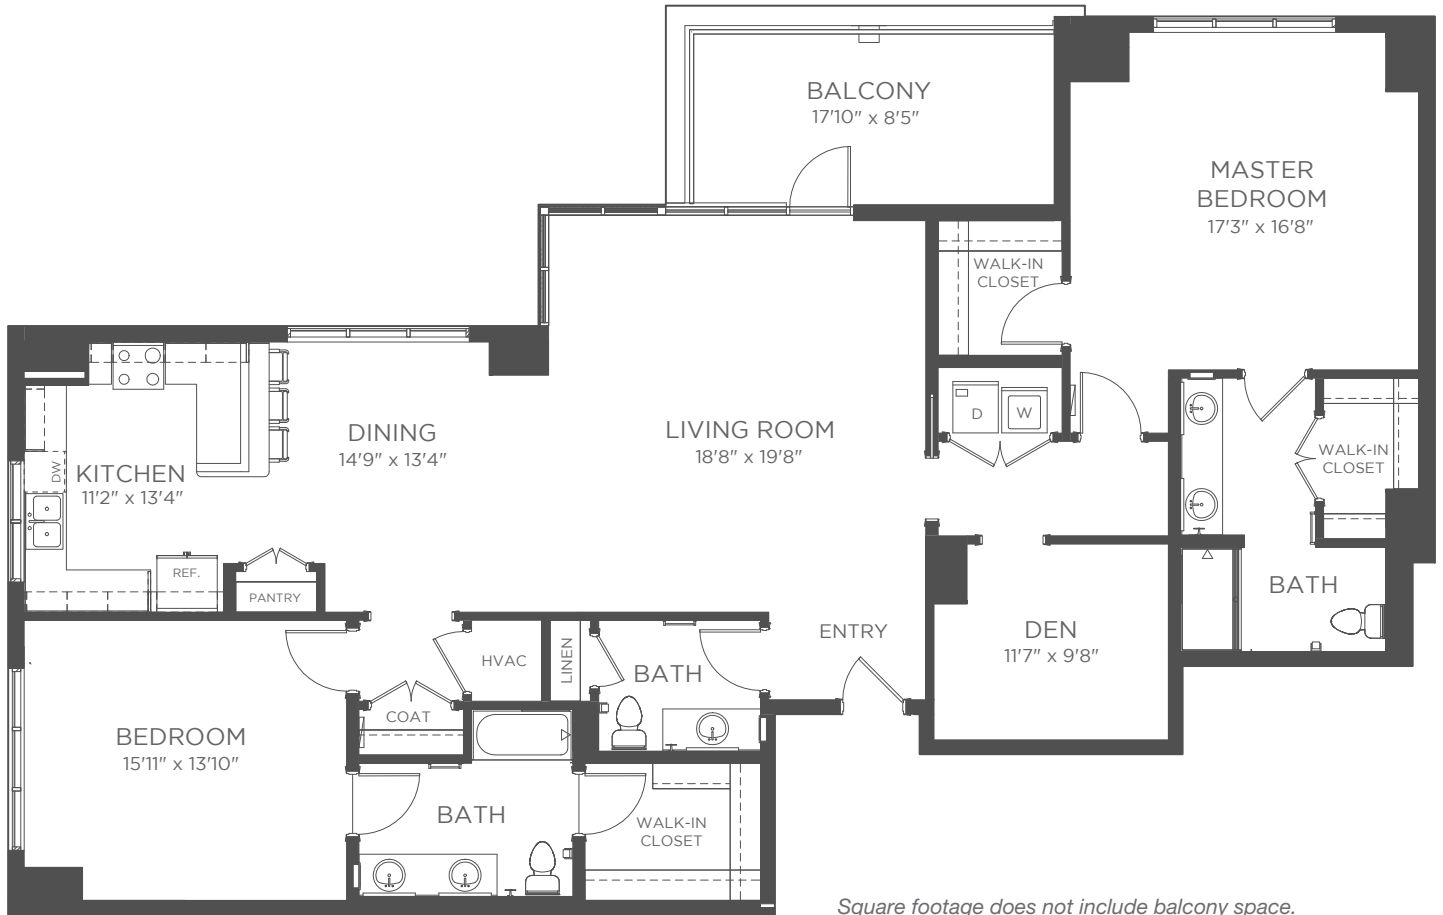 BALCONY
17'10" x 8'5"
MASTER
BEDROOM
17'3" x 16'8"
WALK-IN
CLOSET
D
W
DINING
14'9" x 13'4"
LIVING ROOM
18'8" x 19'8"
KITCHEN
11'2" x 13'4"
DW
WALK-IN
CLOSET
REF.
PANTRY
BATH
ENTRY
DEN
11'7" x 9'8"
HVAC
LINEN
BATH
COAT
BEDROOM
15'11" x 13'10"
BATH
WALK-IN
CLOSET
Square footage does not include balcony space.